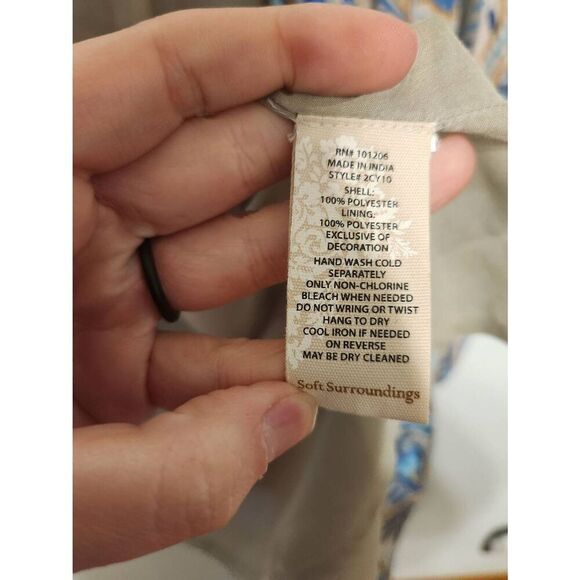 RN# 101206
MADE IN INDIA
STYLE# 2CY10
SHELL:
100% POLYESTER
LINING:
100% POLYESTER
EXCLUSIVE OF
DECORATION
HAND WASH COLD
SEPARATELY
ONLY NON-CHLORINE
BLEACH WHEN NEEDED
DO NOT WRING OR TWIST
HANG TO DRY
COOL IRON IF NEEDED
ON REVERSE
MAY BE DRY CLEANED
Soft Surroundings